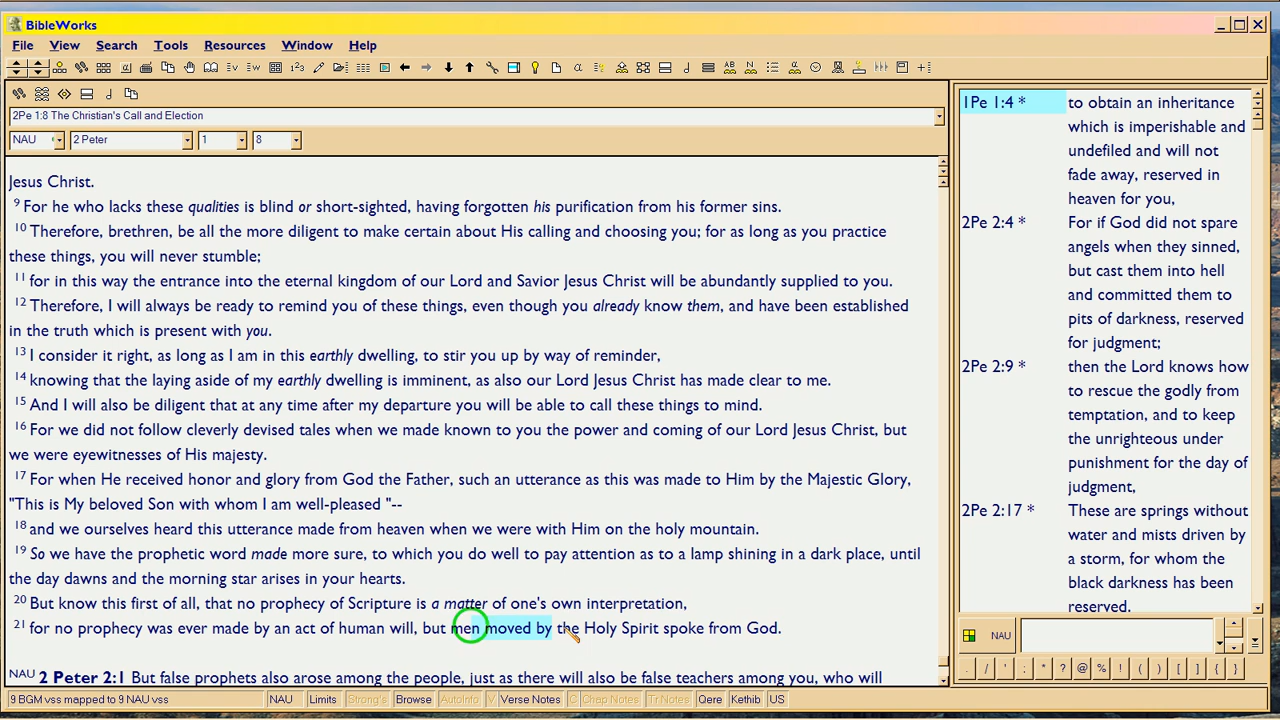 BibleWorks
File View Search Tools Resources Window Help
2Pe 1:8 The Christian's Call and Election
NAU 2 Peter 1 8
Jesus Christ.
9 For he who lacks these qualities is blind or short-sighted, having forgotten his purification from his former sins.
10 Therefore, brethren, be all the more diligent to make certain about His calling and choosing you; for as long as you practice
these things, you will never stumble;
11 for in this way the entrance into the eternal kingdom of our Lord and Savior Jesus Christ will be abundantly supplied to you.
12 Therefore, I will always be ready to remind you of these things, even though you already know them, and have been established
in the truth which is present with you.
13 I consider it right, as long as I am in this earthly dwelling, to stir you up by way of reminder,
14 knowing that the laying aside of my earthly dwelling is imminent, as also our Lord Jesus Christ has made clear to me.
15 And I will also be diligent that at any time after my departure you will be able to call these things to mind.
16 For we did not follow cleverly devised tales when we made known to you the power and coming of our Lord Jesus Christ, but
we were eyewitnesses of His majesty.
17 For when He received honor and glory from God the Father, such an utterance as this was made to Him by the Majestic Glory,
"This is My beloved Son with whom I am well-pleased "--
18 and we ourselves heard this utterance made from heaven when we were with Him on the holy mountain.
19 So we have the prophetic word made more sure, to which you do well to pay attention as to a lamp shining in a dark place, until
the day dawns and the morning star arises in your hearts.
20 But know this first of all, that no prophecy of Scripture is a matter of one's own interpretation,
21 for no prophecy was ever made by an act of human will, but men moved by the Holy Spirit spoke from God.
NAU 2 Peter 2:1 But false prophets also arose among the people, just as there will also be false teachers among you, who will
1Pe 1:4 * to obtain an inheritance
which is imperishable and
undefiled and will not
fade away, reserved in
heaven for you,
2Pe 2:4 * For if God did not spare
angels when they sinned,
but cast them into hell
and committed them to
pits of darkness, reserved
for judgment;
2Pe 2:9 * then the Lord knows how
to rescue the godly from
temptation, and to keep
the unrighteous under
punishment for the day of
judgment,
2Pe 2:17 * These are springs without
water and mists driven by
a storm, for whom the
black darkness has been
reserved.
NAU
. / ' ; * ? @ % ! ( ) [ ] { }
9 BGM vss mapped to 9 NAU vss NAU Limits Strong's Browse AutoInfo V Verse Notes C Chap Notes Tr.Notes Qere Kethib US